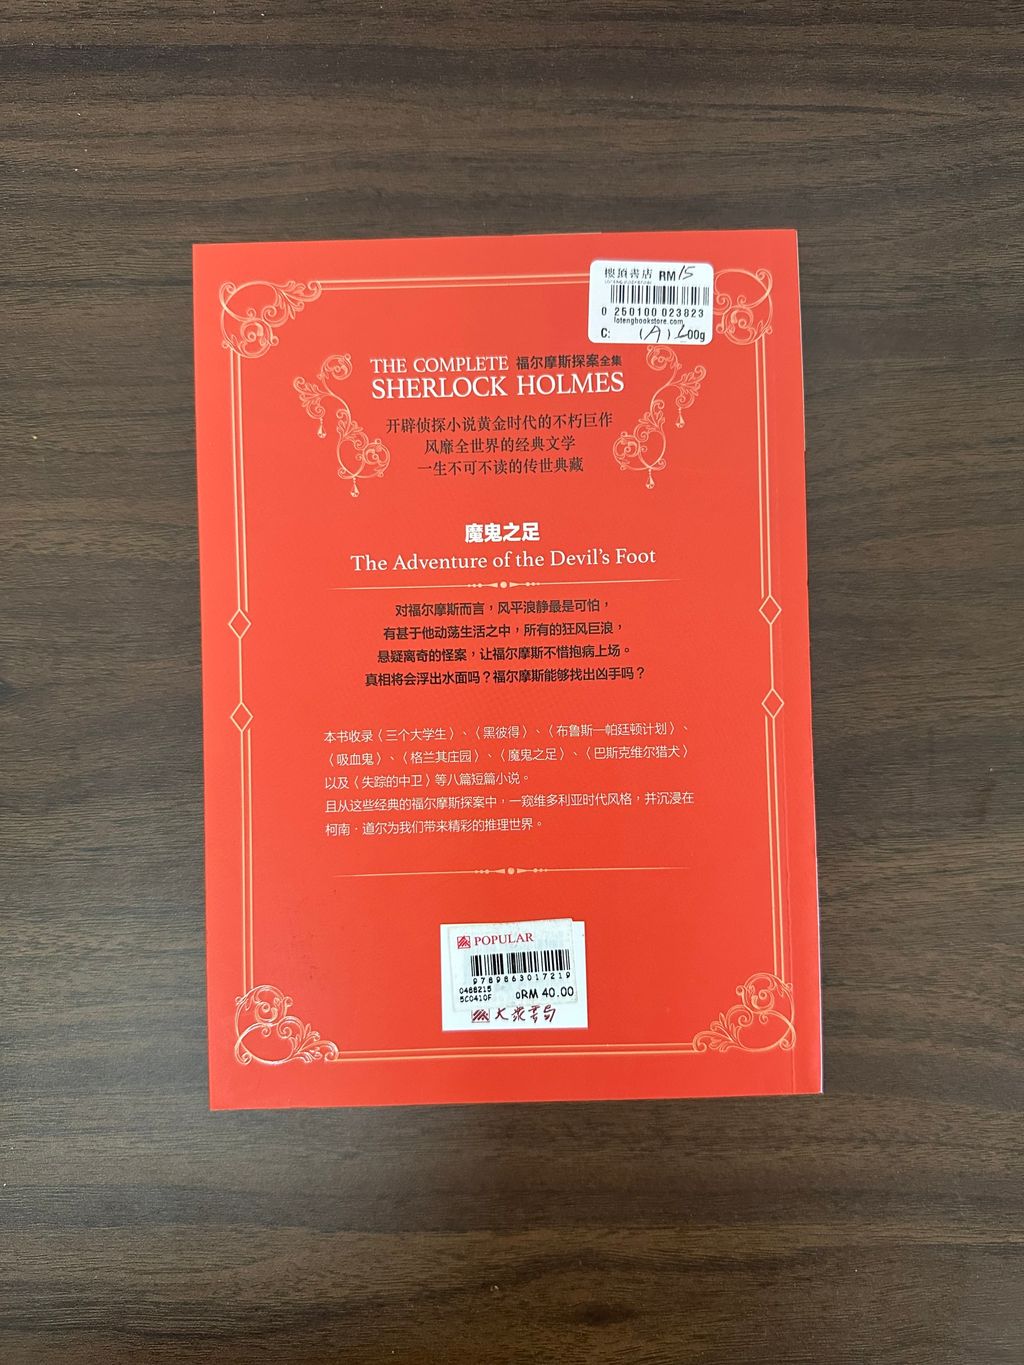 樓頂書店 RM 15
0 250100 023823
lotengbookstore.com
C: (A) 00g
THE COMPLETE 福尔摩斯探案全集
SHERLOCK HOLMES
开辟侦探小说黄金时代的不朽巨作
风靡全世界的经典文学
一生不可不读的传世典藏
魔鬼之足
The Adventure of the Devil's Foot
对福尔摩斯而言，风平浪静最是可怕，
有甚于他动荡生活之中，所有的狂风巨浪，
悬疑离奇的怪案，让福尔摩斯不惜抱病上场。
真相将会浮出水面吗？福尔摩斯能够找出凶手吗？
本书收录〈三个大学生〉、〈黑彼得〉、〈布鲁斯—帕廷顿计划〉、
〈吸血鬼〉、〈格兰其庄园〉、〈魔鬼之足〉、〈巴斯克维尔猎犬〉
以及〈失踪的中卫〉等八篇短篇小说。
且从这些经典的福尔摩斯探案中，一窥维多利亚时代风格，并沉浸在
柯南·道尔为我们带来精彩的推理世界。
POPULAR
9789863017219
0488215
5C0410F
RM 40.00
大众书局